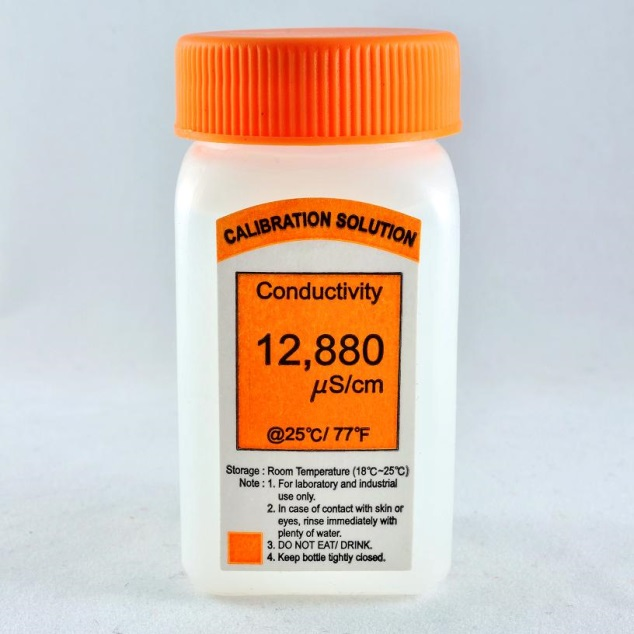 CALIBRATION SOLUTION
Conductivity
12,880
µS/cm
@25℃/ 77℉
Storage : Room Temperature (18℃~25℃)
Note : 1. For laboratory and industrial
use only.
2. In case of contact with skin or
eyes, rinse immediately with
plenty of water.
3. DO NOT EAT/ DRINK.
4. Keep bottle tightly closed.